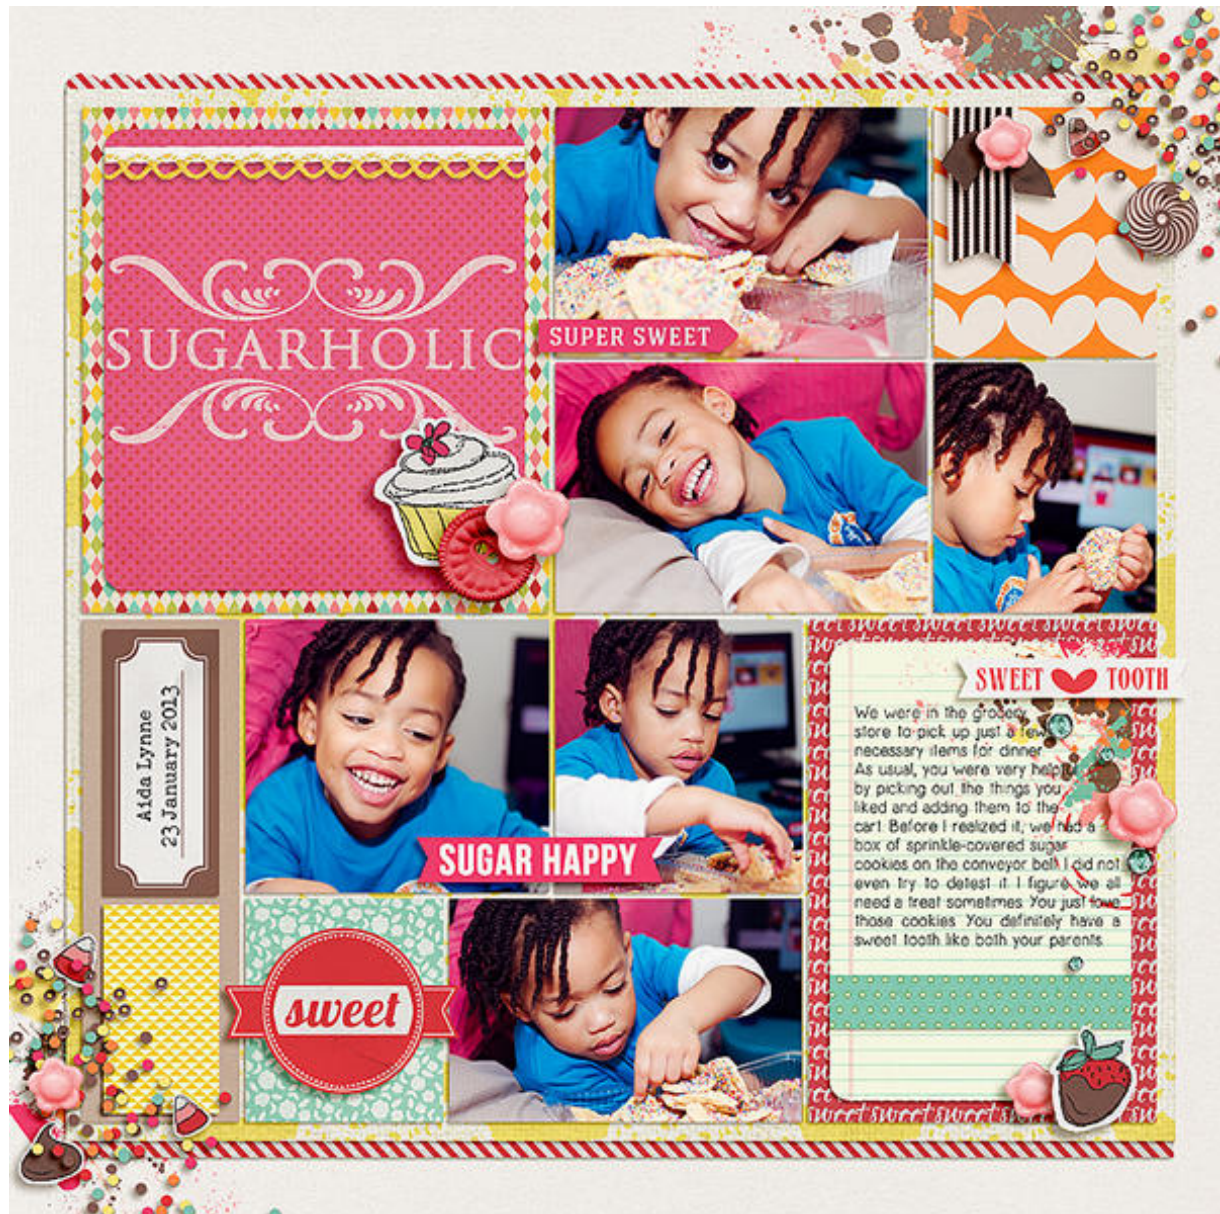 SUGARHOLIC
SUPER SWEET
Aida Lynne
23 January 2013
SUGAR HAPPY
sweet
SWEET TOOTH
We were in the grocery
store to pick up just a few
necessary items for dinner
As usual, you were very helpful
by picking out the things you
liked and adding them to the
cart. Before I realized it, we had a
box of sprinkle-covered sugar
cookies on the conveyor belt. I did not
even try to detest it. I figure we all
need a treat sometimes. You just love
those cookies. You definitely have a
sweet tooth like both your parents.